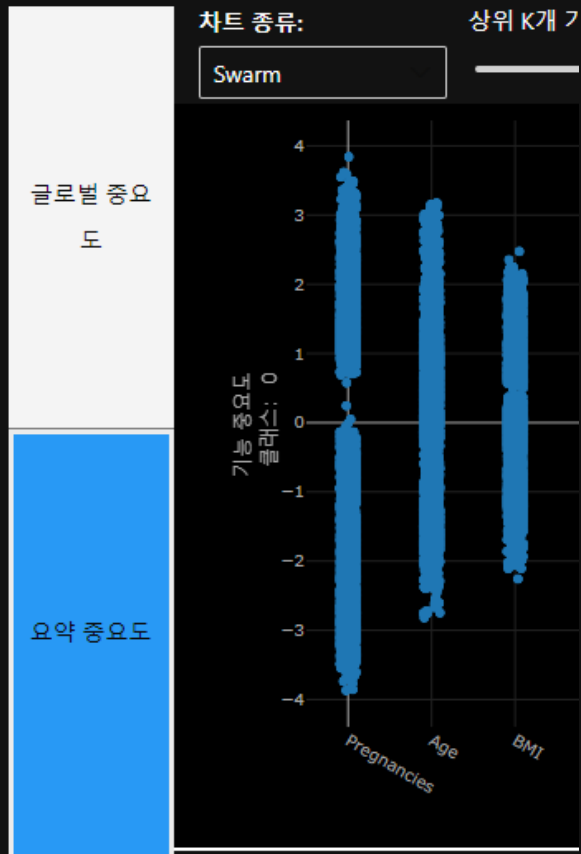 차트 종류:
상위 K개 기
Swarm
글로벌 중요
도
요약 중요도
기능 중요도
클래스: 0
4
3
2
1
0
−1
−2
−3
−4
Pregnancies
Age
BMI